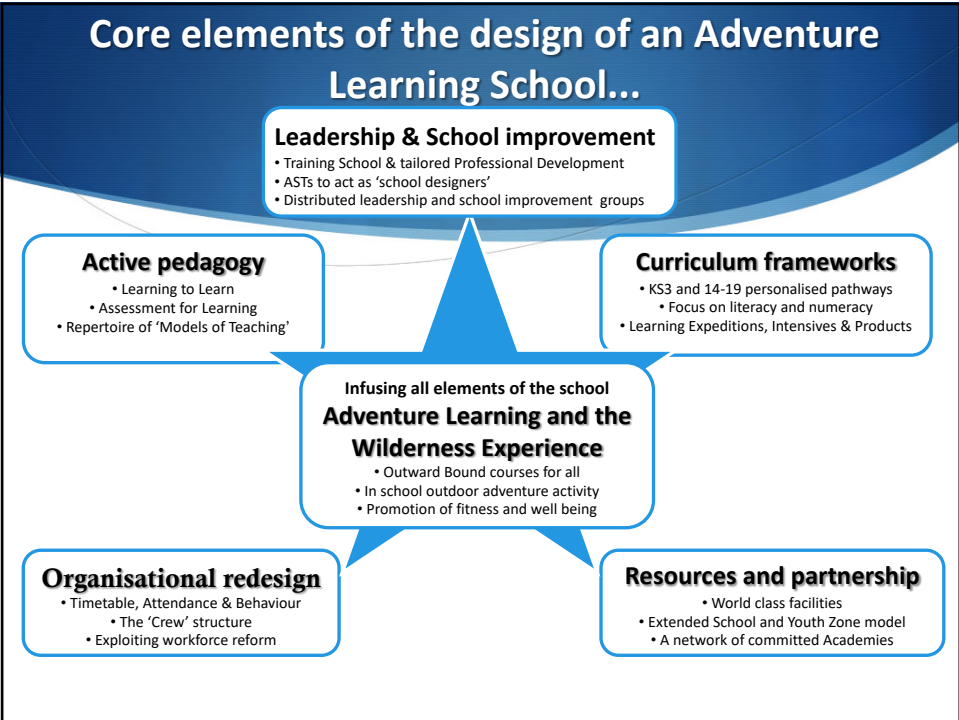 Core elements of the design of an Adventure
Learning School...
Leadership & School improvement
• Training School & tailored Professional Development
• ASTs to act as ‘school designers’
• Distributed leadership and school improvement groups
Active pedagogy
• Learning to Learn
• Assessment for Learning
• Repertoire of ‘Models of Teaching’
Curriculum frameworks
• KS3 and 14-19 personalised pathways
• Focus on literacy and numeracy
• Learning Expeditions, Intensives & Products
Infusing all elements of the school
Adventure Learning and the
Wilderness Experience
• Outward Bound courses for all
• In school outdoor adventure activity
• Promotion of fitness and well being
Organisational redesign
• Timetable, Attendance & Behaviour
• The ‘Crew’ structure
• Exploiting workforce reform
Resources and partnership
• World class facilities
• Extended School and Youth Zone model
• A network of committed Academies